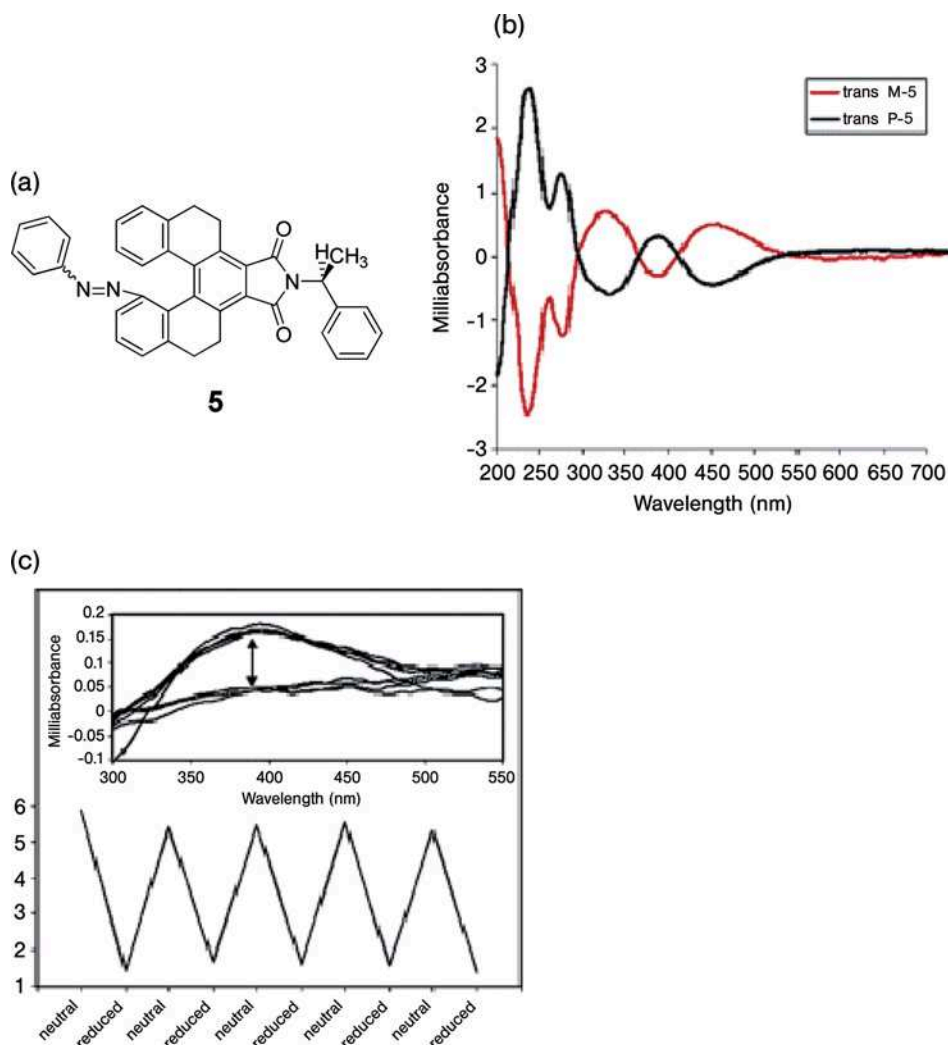 (a)
O
H
CH₃
N=N
N
O
5
(b)
3
2
1
0
-1
-2
-3
Milliabsorbance
trans M-5
trans P-5
200 250 300 350 400 450 500 550 600 650 700
Wavelength (nm)
(c)
0.2
0.15
0.1
0.05
0
-0.05
-0.1
Milliabsorbance
300 350 400 450 500 550
Wavelength (nm)
6
5
4
3
2
1
neutral reduced neutral reduced neutral reduced neutral reduced neutral reduced